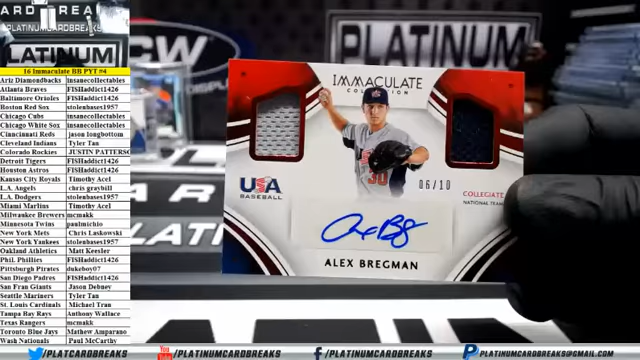 ARD BREAK
PLATINUMCARDBREAKS
LATINUM
16 Immaculate BB PYT #4
Ariz Diamondbacks insanecollectables
Atlanta Braves FISHaddict1426
Baltimore Orioles FISHaddict1426
Boston Red Sox stolenbases1957
Chicago Cubs insanecollectables
Chicago White Sox insanecollectables
Cincinnati Reds jason longbottom
Cleveland Indians Tyler Tan
Colorado Rockies JUSTIN PATTERSO
Detroit Tigers FISHaddict1426
Houston Astros FISHaddict1426
Kansas City Royals Timothy Acel
L.A. Angels chris graybill
L.A. Dodgers stolenbases1957
Miami Marlins Timothy Acel
Milwaukee Brewers mcmakk
Minnesota Twins paulmichio
New York Mets Chris Laskowski
New York Yankees stolenbases1957
Oakland Athletics Matt Keesler
Phil. Phillies FISHaddict1426
Pittsburgh Pirates dukeboy07
San Diego Padres FISHaddict1426
San Fran Giants Jason Debney
Seattle Mariners Tyler Tan
St. Louis Cardinals Michael Tran
Tampa Bay Rays Anthony Wallace
Texas Rangers mcmakk
Toronto Blue Jays Mathew Amparano
Wash Nationals Paul McCarthy
CW
PLATINUM
IMMACULATE
COLLECTION
30
06/10
USA
BASEBALL
COLLEGIATE
NATIONAL TEAM
ALEX BREGMAN
/PLATCARDBREAKS
/PLATINUMCARDBREAKS
/PLATINUMCARDBREAKS
/PLATINUMCARDBREAKS